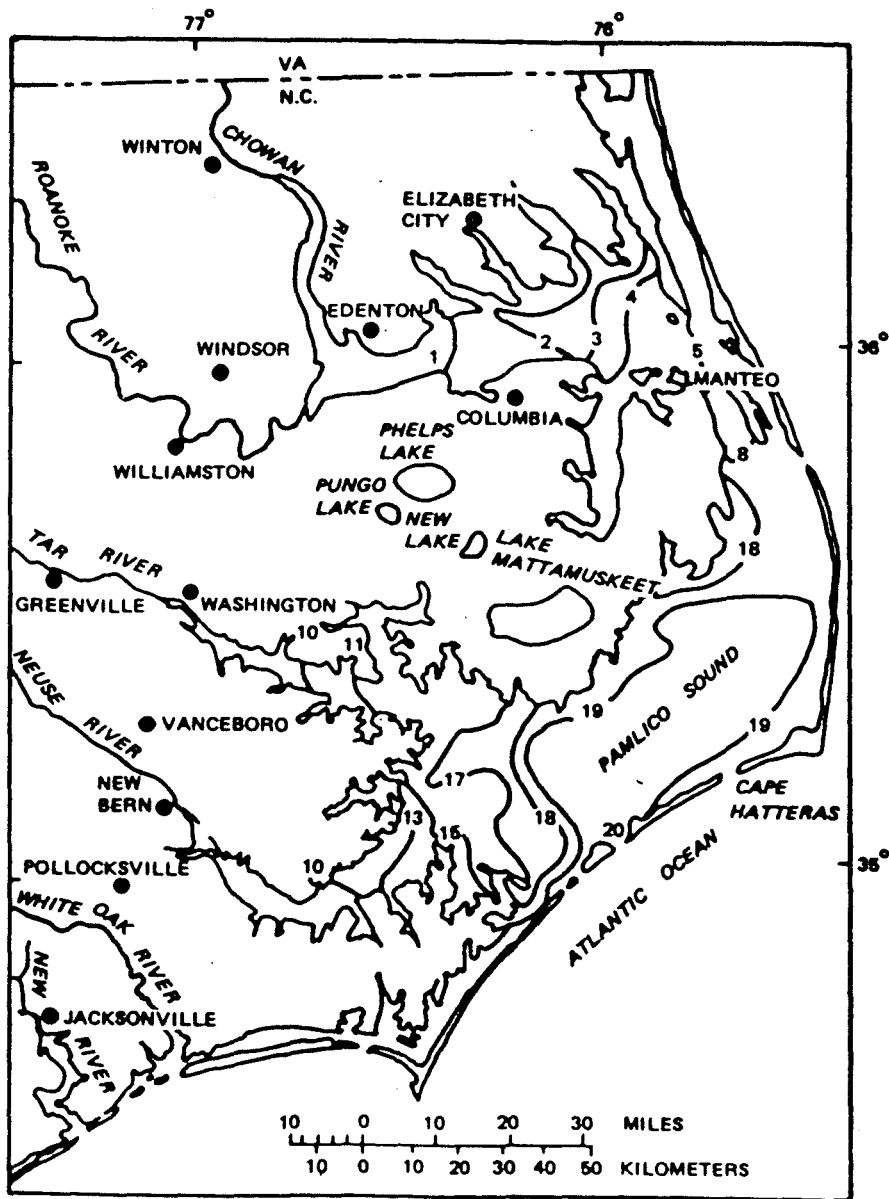 77°
76°
VA
N.C.
WINTON
CHOWAN
RIVER
ROANOKE
RIVER
ELIZABETH
CITY
EDENTON
WINDSOR
1
2
3
4
5
36°
MANTEO
COLUMBIA
WILLIAMSTON
PHELPS
LAKE
PUNGO
LAKE
NEW
LAKE
LAKE
MATTAMUSKEET
8
18
TAR RIVER
GREENVILLE
WASHINGTON
10
11
NEUSE
RIVER
VANCEBORO
19
PAMLICO SOUND
19
NEW
BERN
17
CAPE
HATTERAS
13
16
18
20
10
POLLOCKSVILLE
35°
ATLANTIC OCEAN
WHITE OAK
RIVER
NEW
RIVER
JACKSONVILLE
10 0 10 20 30 MILES
10 0 10 20 30 40 50 KILOMETERS